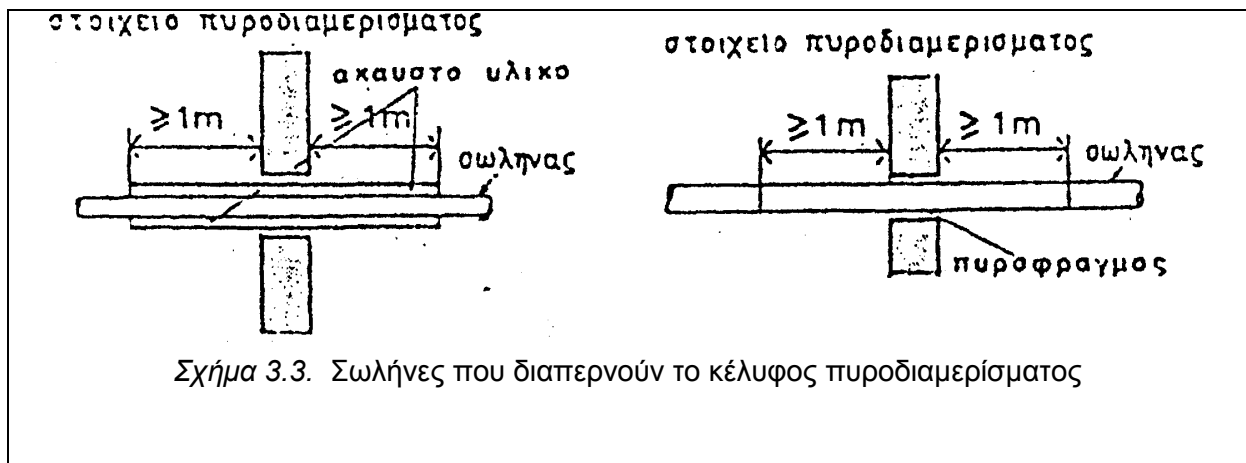 στοιχειο πυροδιαμερισματος
ακαυστο υλικο
≥1m ≥1m
σωληνας
στοιχειο πυροδιαμερισματος
≥1m ≥1m
σωληνας
πυροφραγμος
Σχήμα 3.3. Σωλήνες που διαπερνούν το κέλυφος πυροδιαμερίσματος